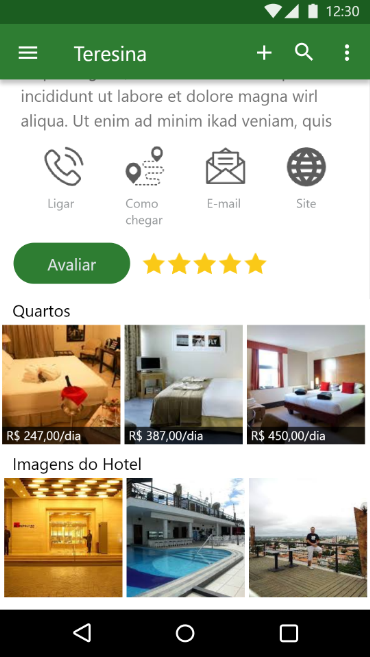 12:30
Teresina
incididunt ut labore et dolore magna wirl
aliqua. Ut enim ad minim ikad veniam, quis
Ligar
Como
chegar
E-mail
Site
Avaliar
Quartos
R$ 247,00/dia
R$ 387,00/dia
R$ 450,00/dia
Imagens do Hotel